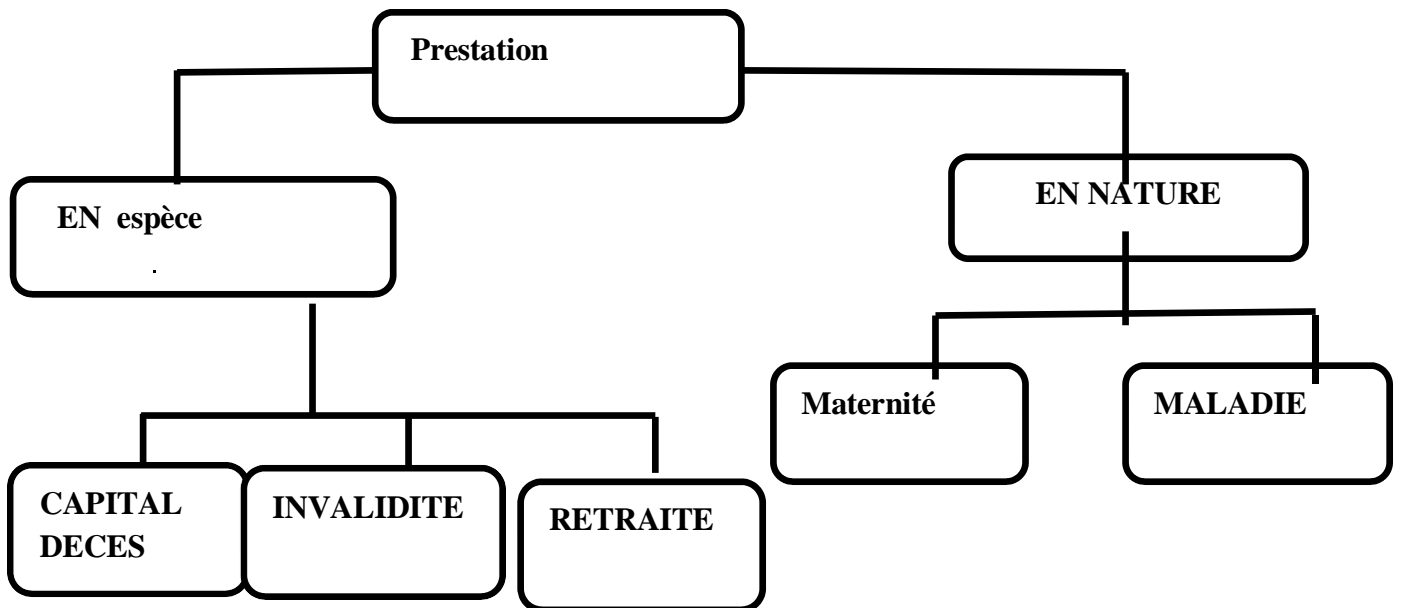 Prestation
EN espèce
.
EN NATURE
Maternité
MALADIE
CAPITAL
DECES
INVALIDITE
RETRAITE